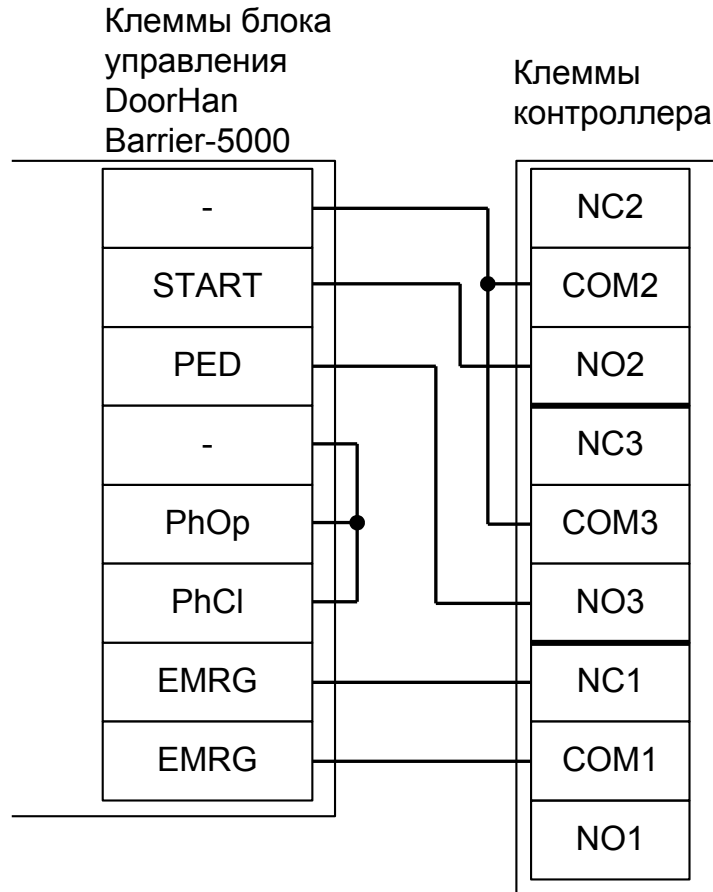 Клеммы блока
управления
DoorHan
Barrier-5000
Клеммы
контроллера
-
START
PED
-
PhOp
PhCl
EMRG
EMRG
NC2
COM2
NO2
NC3
COM3
NO3
NC1
COM1
NO1